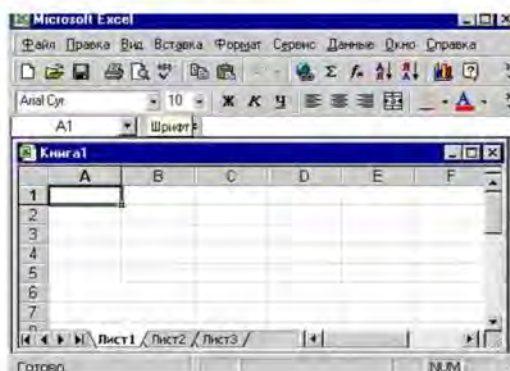 Microsoft Excel
Файл Правка Вид Вставка Формат Сервис Данные Окно Справка
Arial Cyr 10 Ж К Ч
A1 Шрифт
Книга1
A B C D E F
1
2
3
4
5
6
7
Лист1 Лист2 Лист3
Готово NUM